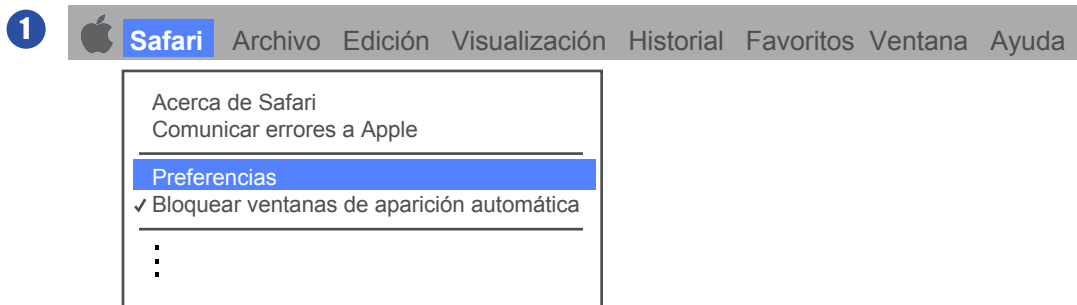 1
Safari Archivo Edición Visualización Historial Favoritos Ventana Ayuda
Acerca de Safari
Comunicar errores a Apple
Preferencias
✓ Bloquear ventanas de aparición automática